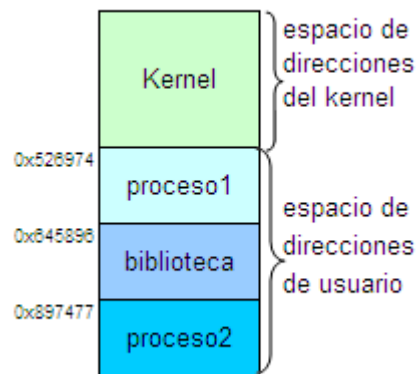 Kernel
espacio de
direcciones
del kernel
0x526974
proceso1
0x645896
biblioteca
espacio de
direcciones
de usuario
0x897477
proceso2